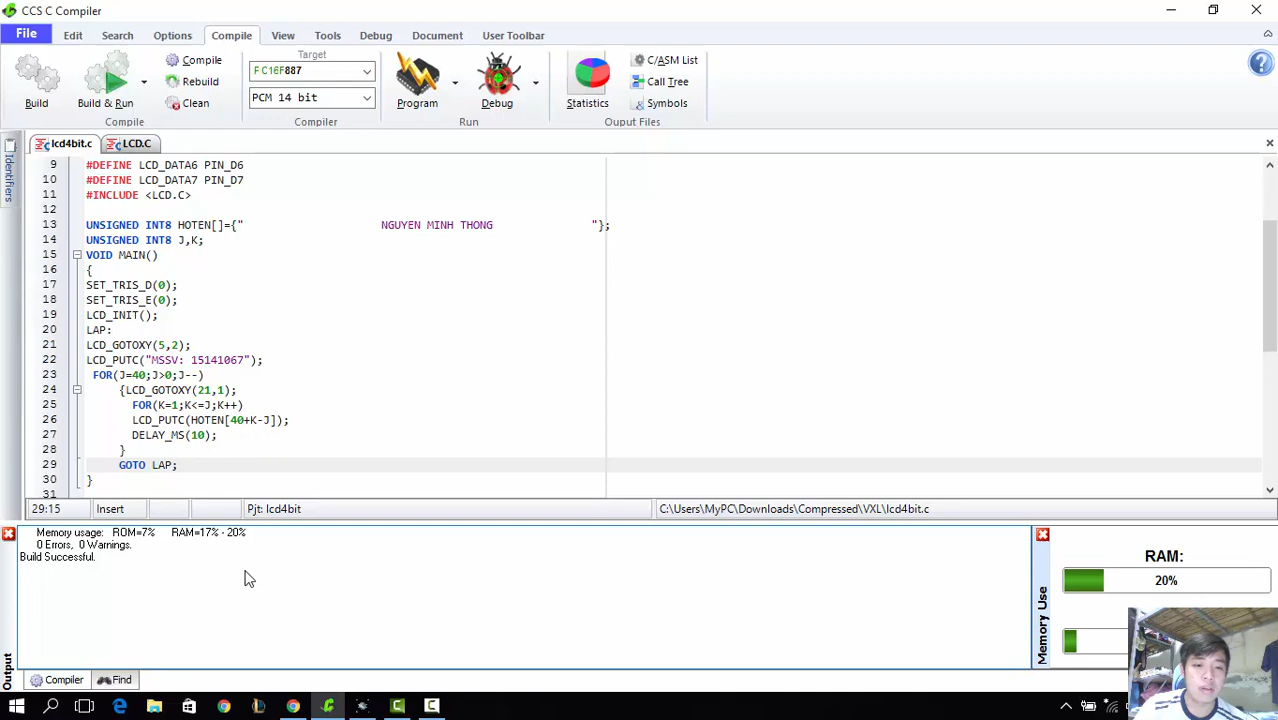 CCS C Compiler
File Edit Search Options Compile View Tools Debug Document User Toolbar
Build
Build & Run
Compile
Rebuild
Clean
Compile
Target
PIC16F887
PCM 14 bit
Compiler
Program
Debug
Run
Statistics
C/ASM List
Call Tree
Symbols
Ouput Files
lcd4bit.c LCD.C
Identifiers
9 #DEFINE LCD_DATA6 PIN_D6
10 #DEFINE LCD_DATA7 PIN_D7
11 #INCLUDE <LCD.C>
12
13 UNSIGNED INT8 HOTEN[]={" NGUYEN MINH THONG "};
14 UNSIGNED INT8 J,K;
15 VOID MAIN()
16 {
17 SET_TRIS_D(0);
18 SET_TRIS_E(0);
19 LCD_INIT();
20 LAP:
21 LCD_GOTOXY(5,2);
22 LCD_PUTC("MSSV: 15141067");
23 FOR(J=40;J>0;J--)
24 {LCD_GOTOXY(21,1);
25 FOR(K=1;K<=J;K++)
26 LCD_PUTC(HOTEN[40+K-J]);
27 DELAY_MS(10);
28 }
29 GOTO LAP;
30 }
31
29:15 Insert Pjt: lcd4bit C:\Users\MyPC\Downloads\Compressed\VXL\lcd4bit.c
Memory usage: ROM=7% RAM=17% - 20%
0 Errors, 0 Warnings.
Build Successful.
Output
Compiler Find
Memory Use
RAM:
20%